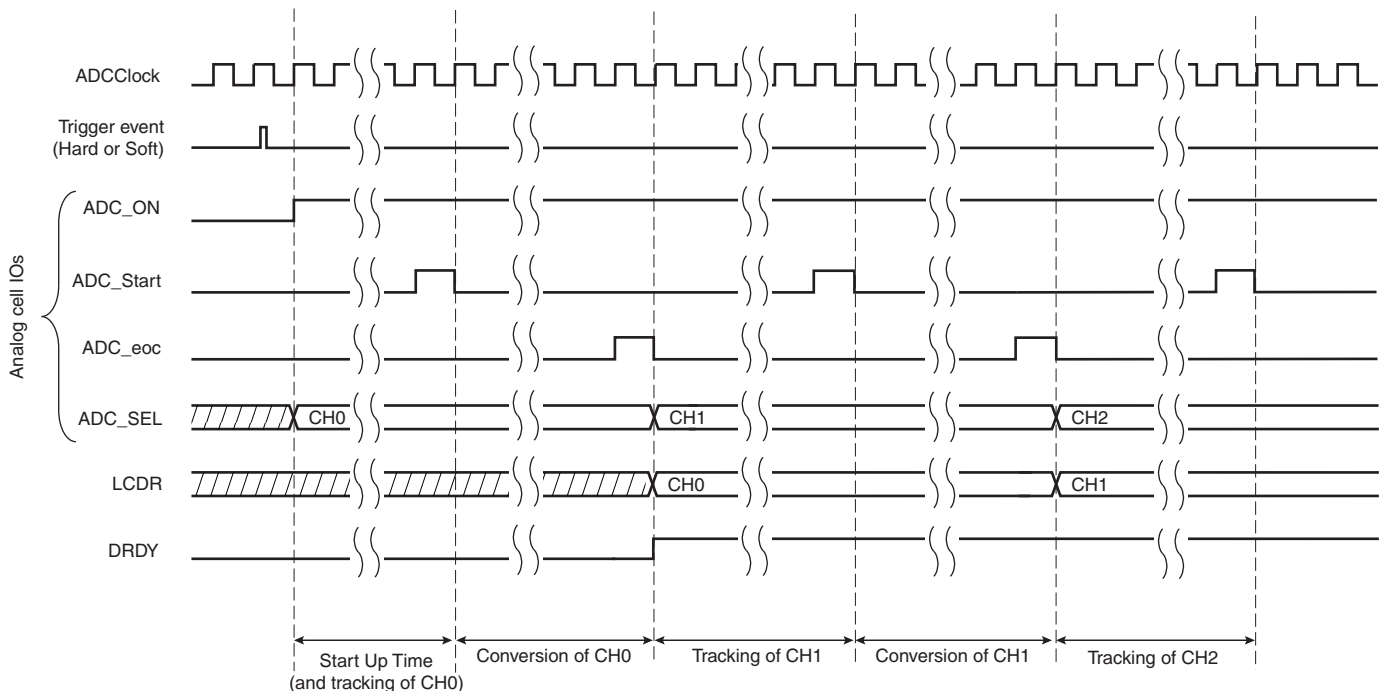 ADCClock
Trigger event
(Hard or Soft)
Analog cell IOs
ADC_ON
ADC_Start
ADC_eoc
ADC_SEL
CH0
CH1
CH2
LCDR
CH0
CH1
DRDY
Start Up Time
(and tracking of CH0)
Conversion of CH0
Tracking of CH1
Conversion of CH1
Tracking of CH2